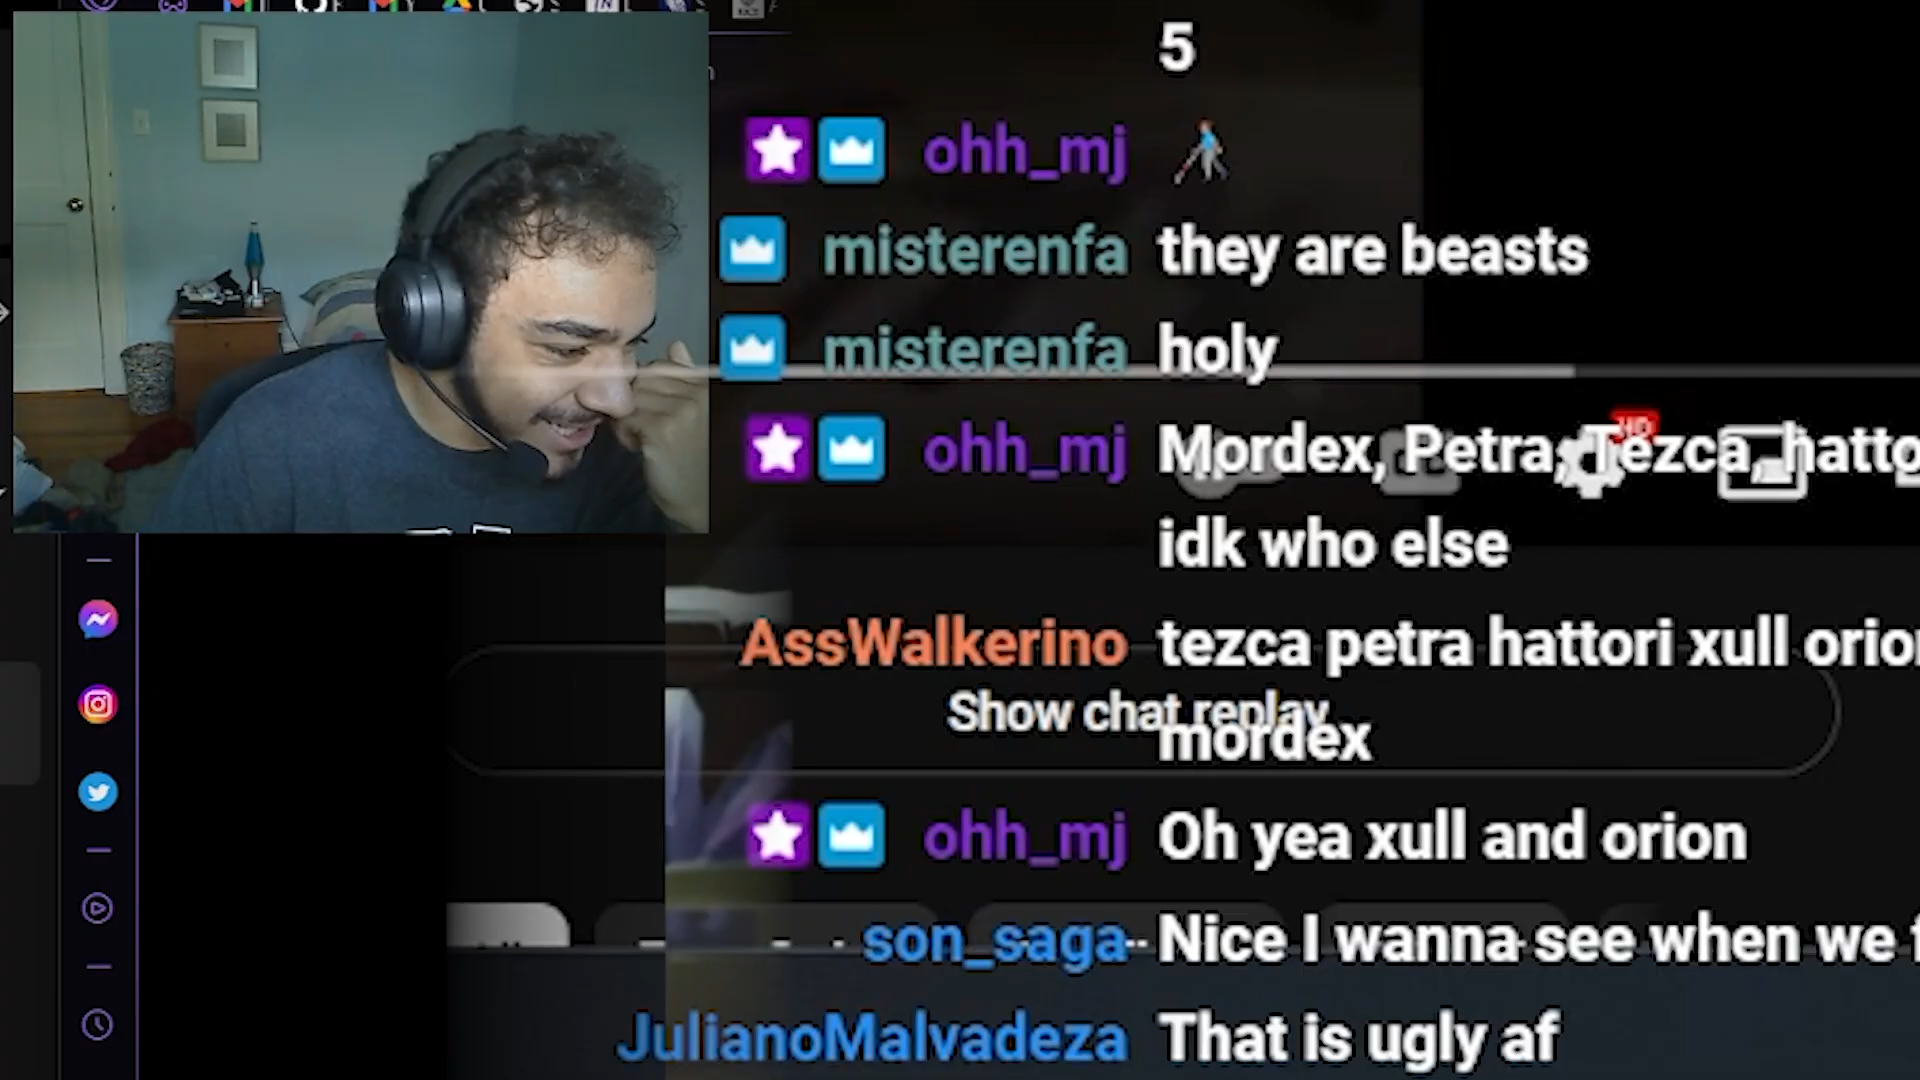 5
ohh_mj
misterenfa they are beasts
misterenfa holy
HD
ohh_mj Mordex, Petra, Tezca, hatto
idk who else
AssWalkerino tezca petra hattori xull orion
Show chat replay
mordex
ohh_mj Oh yea xull and orion
son_saga Nice I wanna see when we f
JulianoMalvadeza That is ugly af